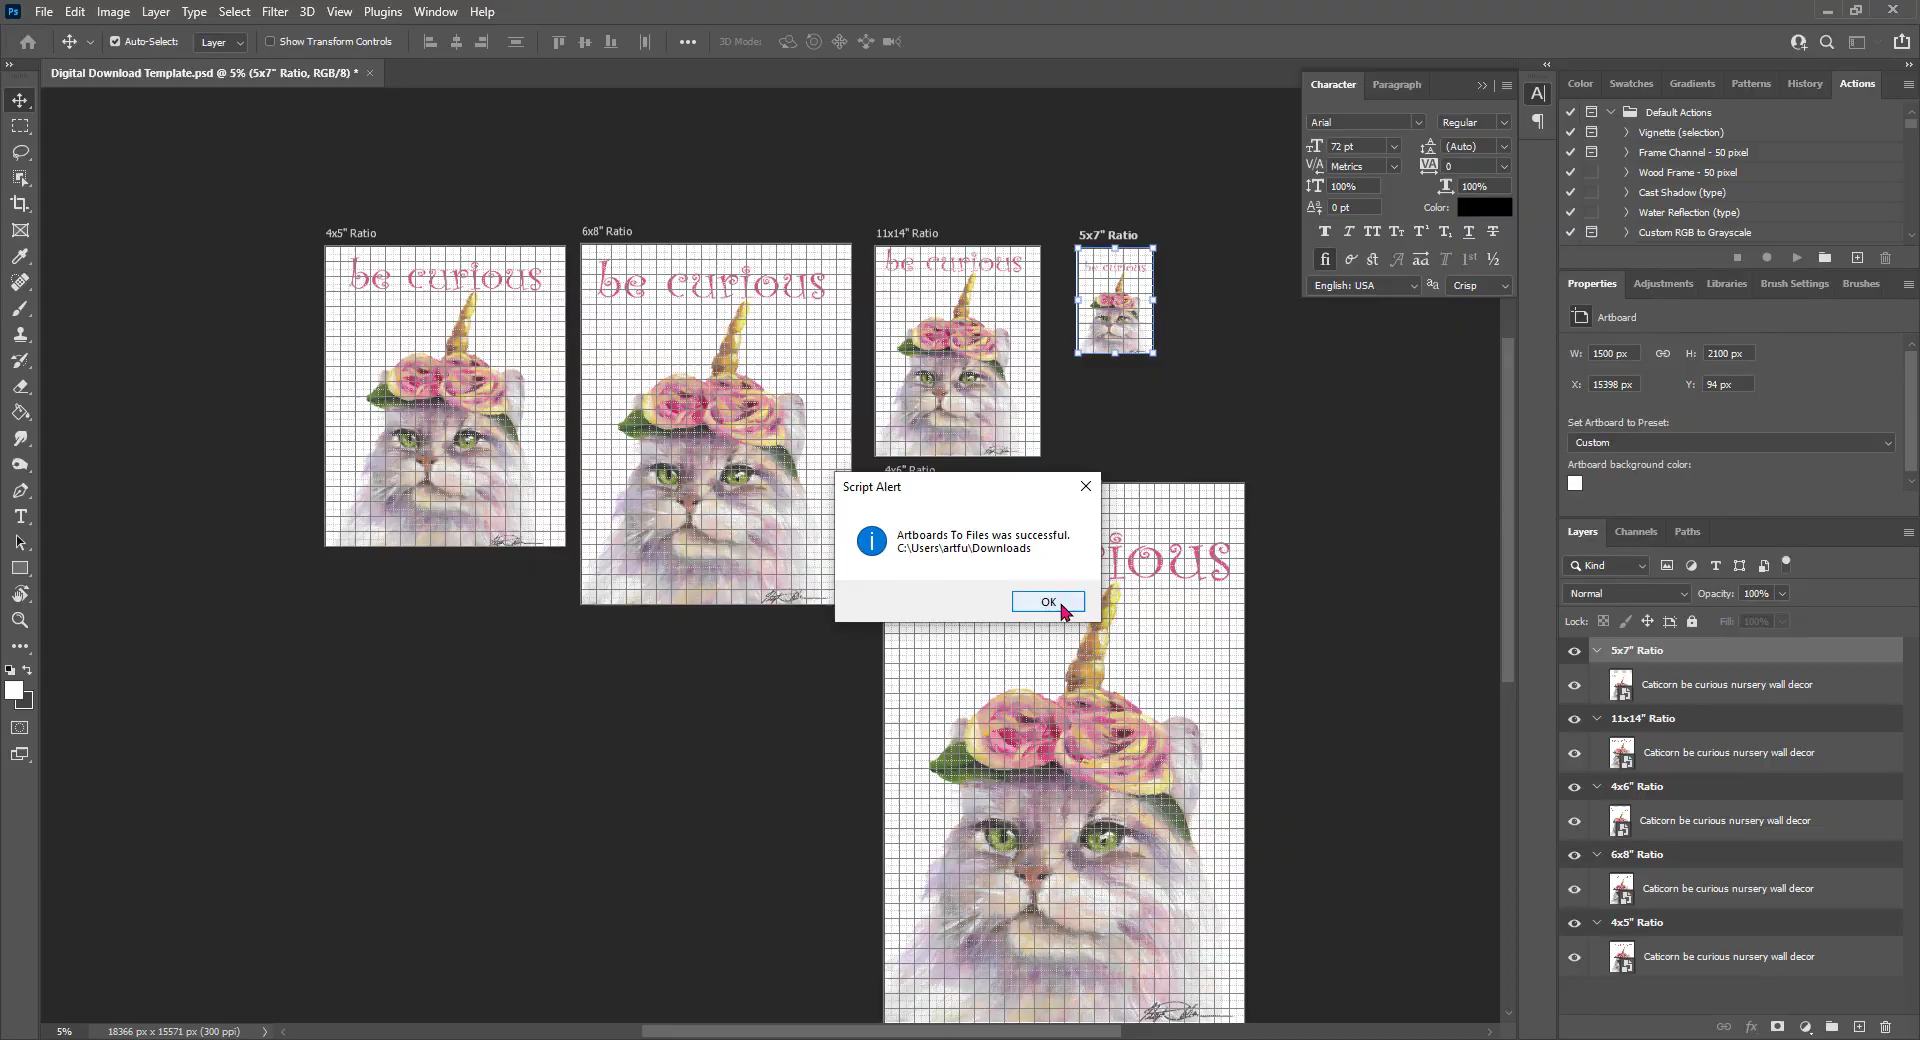 Ps File Edit Image Layer Type Select Filter 3D View Plugins Window Help
Auto-Select: Layer Show Transform Controls 3D Mode:
Digital Download Template.psd @ 5% (5x7" Ratio, RGB/8) * ×
4x5" Ratio
be curious
6x8" Ratio
be curious
11x14" Ratio
be curious
5x7" Ratio
be curious
4x6" Ratio
rious
Script Alert
Artboards To Files was successful.
C:\Users\artfu\Downloads
OK
Character Paragraph
Arial Regular
72 pt (Auto)
Metrics 0
100% 100%
0 pt Color:
English: USA Crisp
Color Swatches Gradients Patterns History Actions
Default Actions
Vignette (selection)
Frame Channel - 50 pixel
Wood Frame - 50 pixel
Cast Shadow (type)
Water Reflection (type)
Custom RGB to Grayscale
Properties Adjustments Libraries Brush Settings Brushes
Artboard
W: 1500 px H: 2100 px
X: 15398 px Y: 94 px
Set Artboard to Preset:
Custom
Artboard background color:
Layers Channels Paths
Kind
Normal Opacity: 100%
Lock: Fill: 100%
5x7" Ratio
Caticorn be curious nursery wall decor
11x14" Ratio
Caticorn be curious nursery wall decor
4x6" Ratio
Caticorn be curious nursery wall decor
6x8" Ratio
Caticorn be curious nursery wall decor
4x5" Ratio
Caticorn be curious nursery wall decor
5% 18366 px x 15571 px (300 ppi)